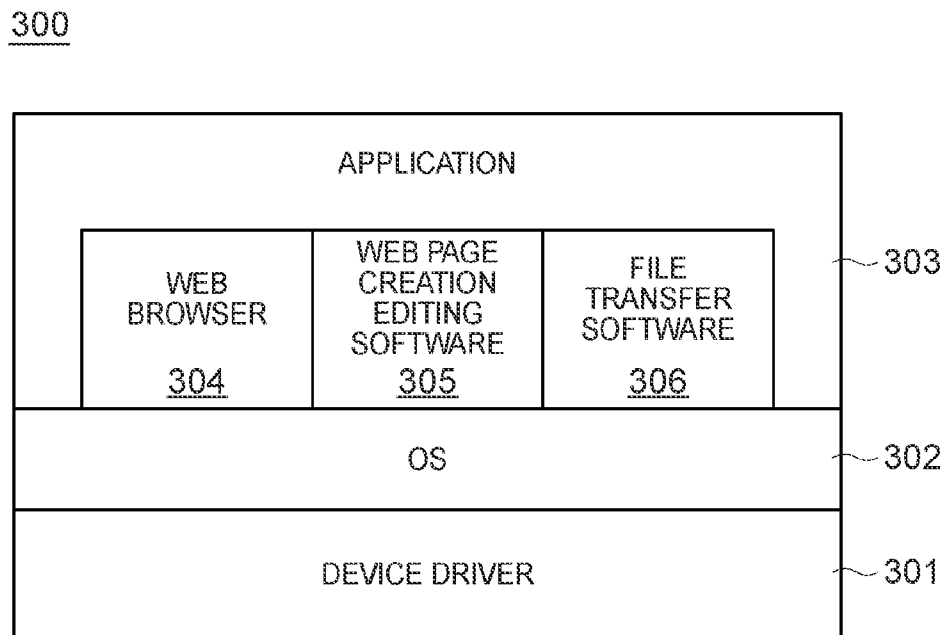 300
APPLICATION
WEB
BROWSER
304
WEB PAGE
CREATION
EDITING
SOFTWARE
305
FILE
TRANSFER
SOFTWARE
306
303
OS
302
DEVICE DRIVER
301